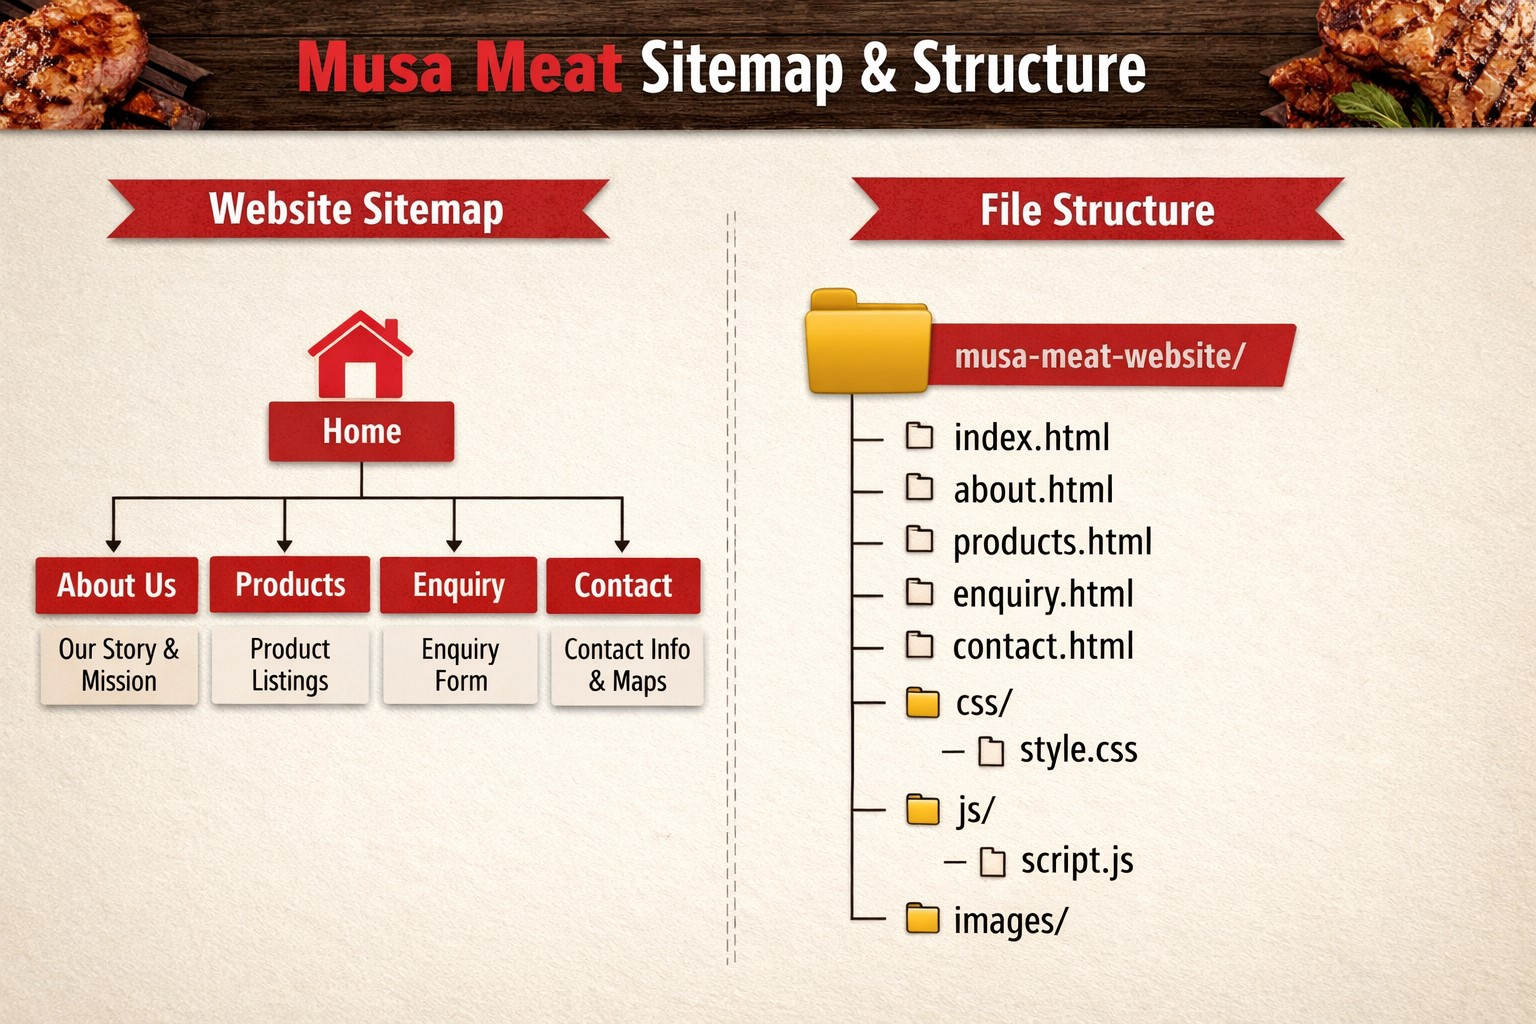 Musa Meat Sitemap & Structure
Website Sitemap
Home
About Us
Our Story &
Mission
Products
Product
Listings
Enquiry
Enquiry
Form
Contact
Contact Info
& Maps
File Structure
musa-meat-website/
index.html
about.html
products.html
enquiry.html
contact.html
css/
style.css
js/
script.js
images/